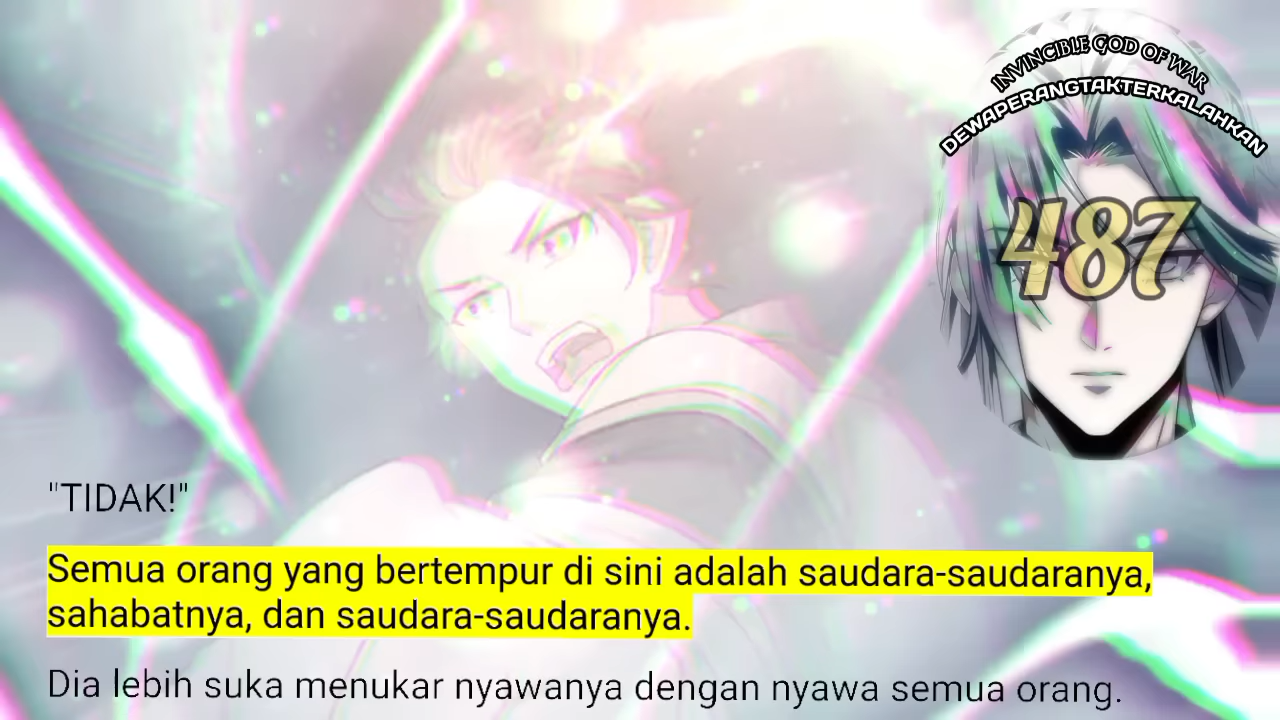 INVINCIBLE GOD OF WAR
DEWAPERANGTAKTERKALAHKAN
487
"TIDAK!"
Semua orang yang bertempur di sini adalah saudara-saudaranya,
sahabatnya, dan saudara-saudaranya.
Dia lebih suka menukar nyawanya dengan nyawa semua orang.